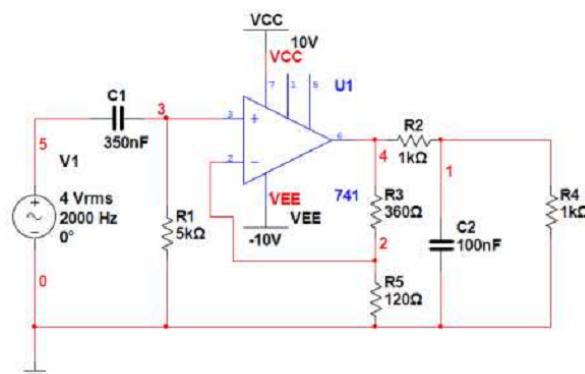 VCC
10V
VCC
U1
7
1
5
C1
3
3
6
350nF
2
4
R2
1kΩ
1
5
V1
VEE
VEE
741
R3
360Ω
R4
1kΩ
4 Vrms
2000 Hz
0°
R1
5kΩ
-10V
2
C2
100nF
0
R5
120Ω